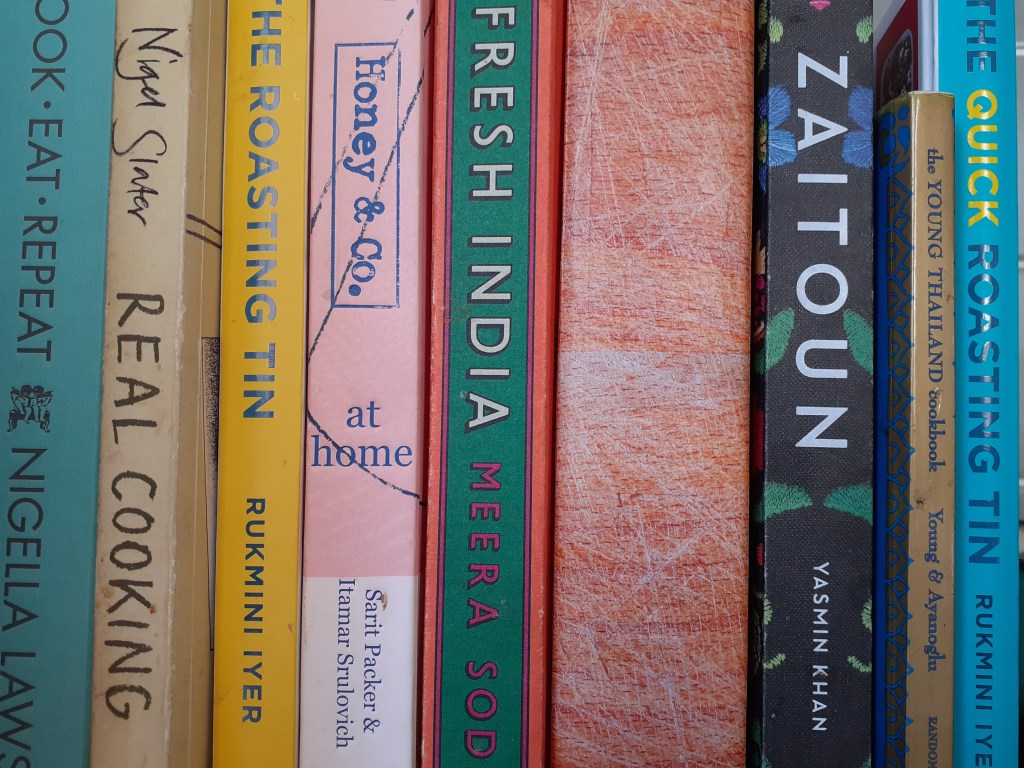 OOK · EAT · REPEAT NIGELLA LAWS
Nigel Slater REAL COOKING
THE ROASTING TIN RUKMINI IYER
Honey & Co.
at
home
Sarit Packer &
Itamar Srulovich
FRESH INDIA MEERA SOD
ZAITOUN YASMIN KHAN
the YOUNG THAILAND cookbook Young & Ayanoglu RANDOM
THE QUICK ROASTING TIN RUKMINI IYE